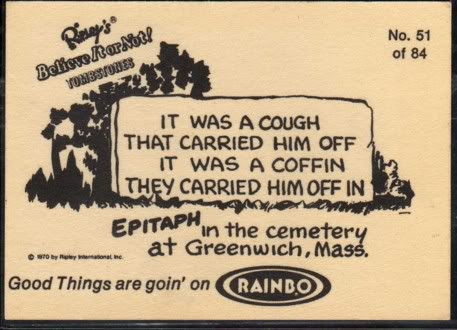 Ripley's®
Believe It or Not!
TOMBSTONES
No. 51
of 84
IT WAS A COUGH
THAT CARRIED HIM OFF
IT WAS A COFFIN
THEY CARRIED HIM OFF IN
EPITAPH in the cemetery
at Greenwich, Mass.
© 1970 by Ripley International, Inc.
Good Things are goin' on RAINBO